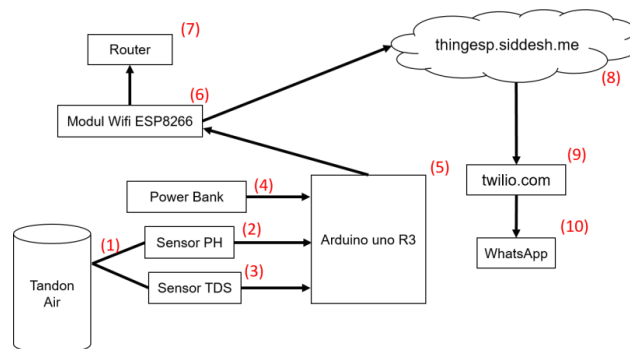 (7)
Router
thingesp.siddesh.me
(8)
(6)
Modul Wifi ESP8266
(5)
(9)
twilio.com
(4)
Power Bank
(10)
WhatsApp
(1)
(2)
Sensor PH
Arduino uno R3
(3)
Sensor TDS
Tandon
Air